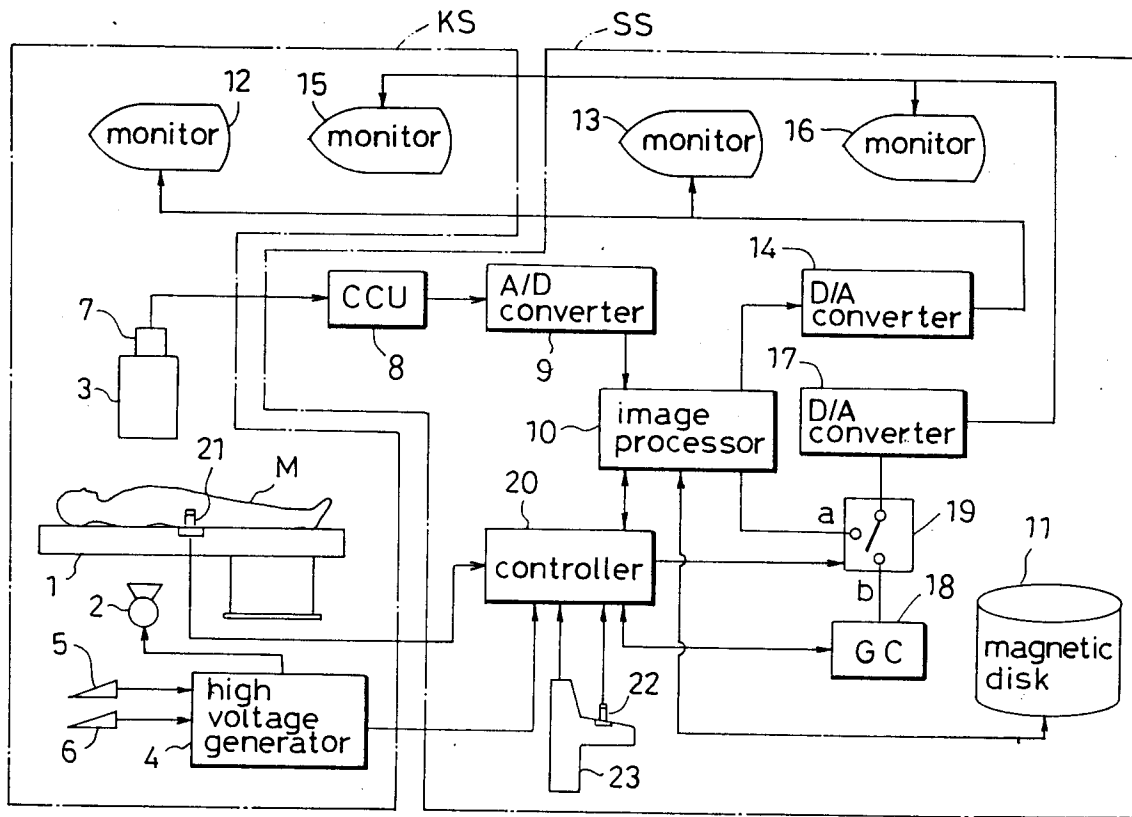 KS
SS
12
15
13
16
monitor
monitor
monitor
monitor
14
7
CCU
A/D
converter
D/A
converter
8
9
17
3
10
image
processor
D/A
converter
21
M
20
a
19
11
controller
1
2
b
18
5
GC
magnetic
disk
high
voltage
generator
22
6
4
23